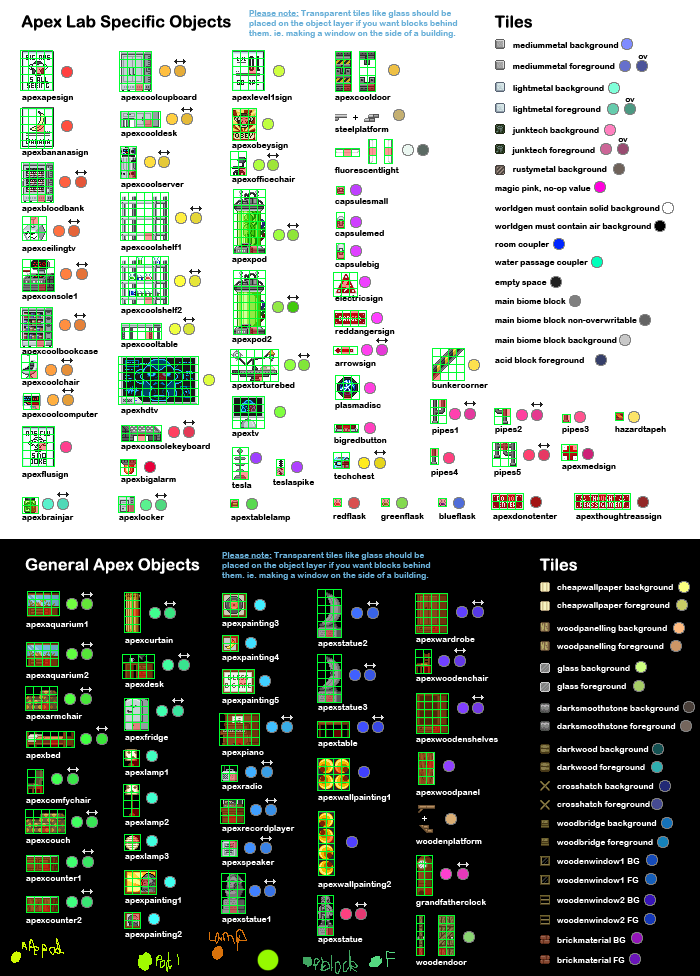 Apex Lab Specific Objects
Please note: Transparent tiles like glass should be
placed on the object layer if you want blocks behind
them. ie. making a window on the side of a building.
Tiles
apexapesign
apexbananasign
apexbloodbank
apexceilingtv
apexconsole1
apexcoolbookcase
apexcoolchair
apexcoolcomputer
apexflusign
apexbrainjar
apexcoolcupboard
apexcooldesk
apexcoolserver
apexcoolshelf1
apexcoolshelf2
apexcooltable
apexhdtv
apexconsolekeyboard
apexbigalarm
apexlocker
apexlevel1sign
apexobeysign
OBEY
apexofficechair
apexpod
apexpod2
apextorturebed
apextv
tesla
teslaspike
apextablelamp
apexcooldoor
steelplatform
fluorescentlight
capsulesmall
capsulemed
capsulebig
electricsign
reddangersign
arrowsign
plasmadisc
bigredbutton
techchest
redflask
greenflask
blueflask
bunkercorner
pipes1
pipes2
pipes3
hazardtapeh
pipes4
pipes5
apexmedsign
apexdonotenter
apexthoughtreassign
mediummetal background
ov
mediummetal foreground
lightmetal background
ov
lightmetal foreground
junktech background
ov
junktech foreground
rustymetal background
magic pink, no-op value
worldgen must contain solid background
worldgen must contain air background
room coupler
water passage coupler
empty space
main biome block
main biome block non-overwritable
main biome block background
acid block foreground
General Apex Objects
Please note: Transparent tiles like glass should be
placed on the object layer if you want blocks behind
them. ie. making a window on the side of a building.
Tiles
apexaquarium1
apexaquarium2
apexarmchair
apexbed
apexcomfychair
apexcouch
apexcounter1
apexcounter2
apexcurtain
apexdesk
apexfridge
apexlamp1
apexlamp2
apexlamp3
apexpainting1
apexpainting2
apexpainting3
apexpainting4
apexpainting5
apexpiano
apexradio
apexrecordplayer
apexspeaker
apexstatue1
apexstatue2
apexstatue3
apextable
apexwallpainting1
apexwallpainting2
apexstatue
apexwardrobe
apexwoodenchair
apexwoodenshelves
apexwoodpanel
woodenplatform
grandfatherclock
woodendoor
cheapwallpaper background
cheapwallpaper foreground
woodpanelling background
woodpanelling foreground
glass background
glass foreground
darksmoothstone background
darksmoothstone foreground
darkwood background
darkwood foreground
crosshatch background
crosshatch foreground
woodbridge background
woodbridge foreground
woodenwindow1 BG
woodenwindow1 FG
woodenwindow2 BG
woodenwindow2 FG
brickmaterial BG
brickmaterial FG